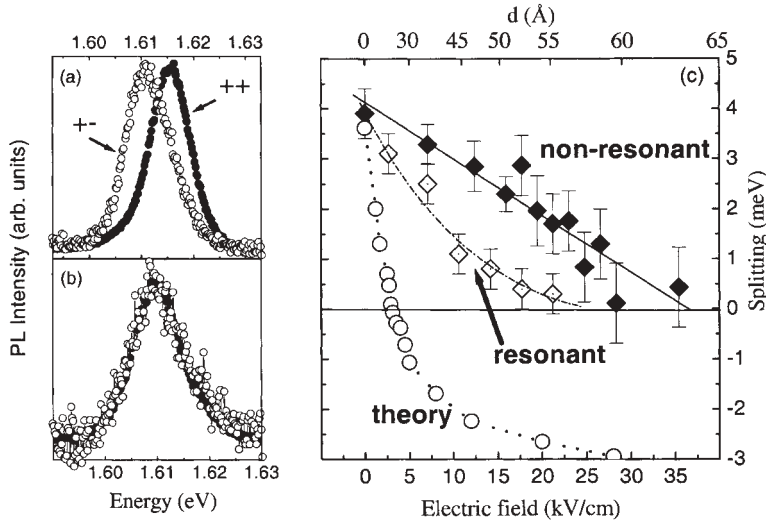 1.60 1.61 1.62 1.63
(a)
++
+-
(b)
PL Intensity (arb. units)
1.60 1.61 1.62 1.63
Energy (eV)
d (Å)
0 30 45 50 55 60 65
(c)
non-resonant
resonant
theory
5
4
3
2
1
0
-1
-2
-3
Splitting (meV)
0 5 10 15 20 25 30 35
Electric field (kV/cm)